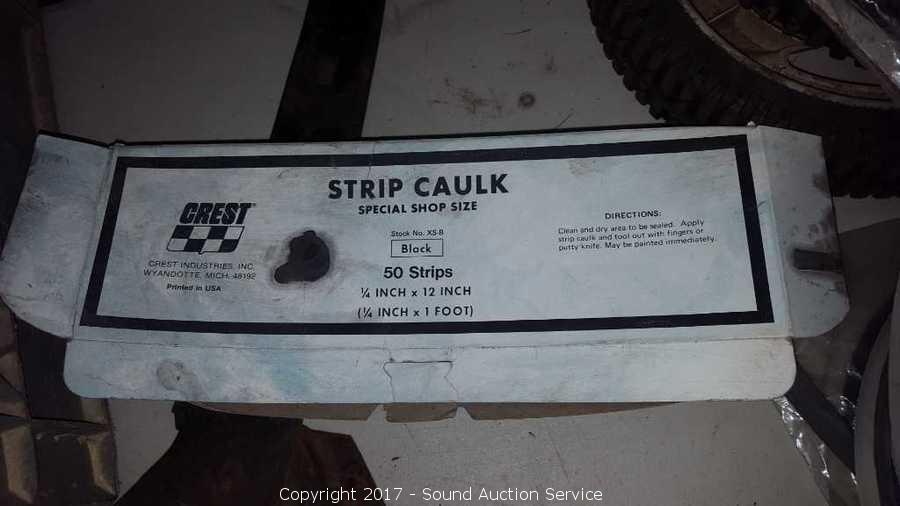 STRIP CAULK
SPECIAL SHOP SIZE
CREST
CREST INDUSTRIES, INC.
WYANDOTTE, MICH. 48192
Printed in USA
Stock No. XS-B
Black
50 Strips
¼ INCH x 12 INCH
(¼ INCH x 1 FOOT)
DIRECTIONS:
Clean and dry area to be sealed. Apply
strip caulk and tool out with fingers or
putty knife. May be painted immediately.
Copyright 2017 - Sound Auction Service